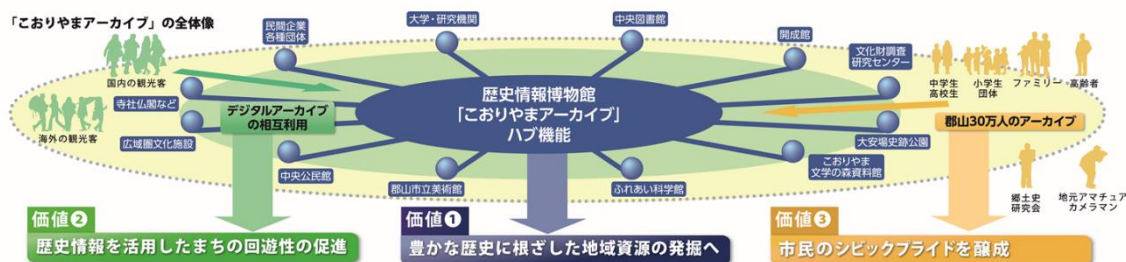 「こおりやまアーカイブ」の全体像
国内の観光客
海外の観光客
民間企業
各種団体
大学・研究機関
中央図書館
開成館
文化財調査
研究センター
寺社仏閣など
広域圏文化施設
中央公民館
郡山市立美術館
ふれあい科学館
こおりやま
文学の森資料館
大安場史跡公園
デジタルアーカイブ
の相互利用
歴史情報博物館
「こおりやまアーカイブ」
ハブ機能
中学生
高校生
小学生
団体
ファミリー
高齢者
郡山30万人のアーカイブ
郷土史
研究会
地元アマチュア
カメラマン
価値❷
歴史情報を活用したまちの回遊性の促進
価値❶
豊かな歴史に根ざした地域資源の発掘へ
価値❸
市民のシビックプライドを醸成